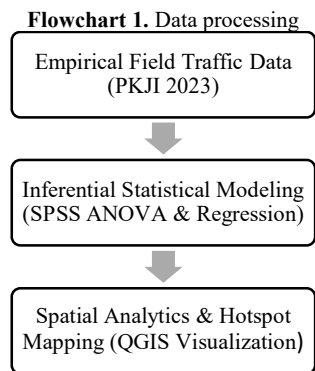 Flowchart 1. Data processing
Empirical Field Traffic Data
(PKJI 2023)
Inferential Statistical Modeling
(SPSS ANOVA & Regression)
Spatial Analytics & Hotspot
Mapping (QGIS Visualization)